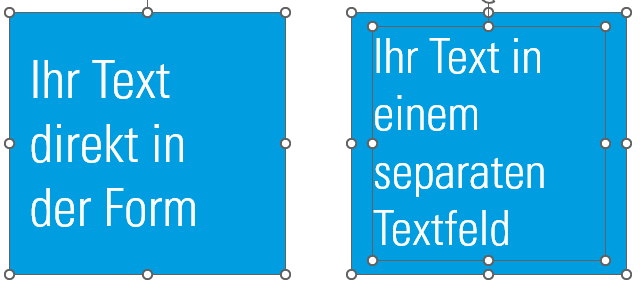 Ihr Text
direkt in
der Form
Ihr Text in
einem
separaten
Textfeld